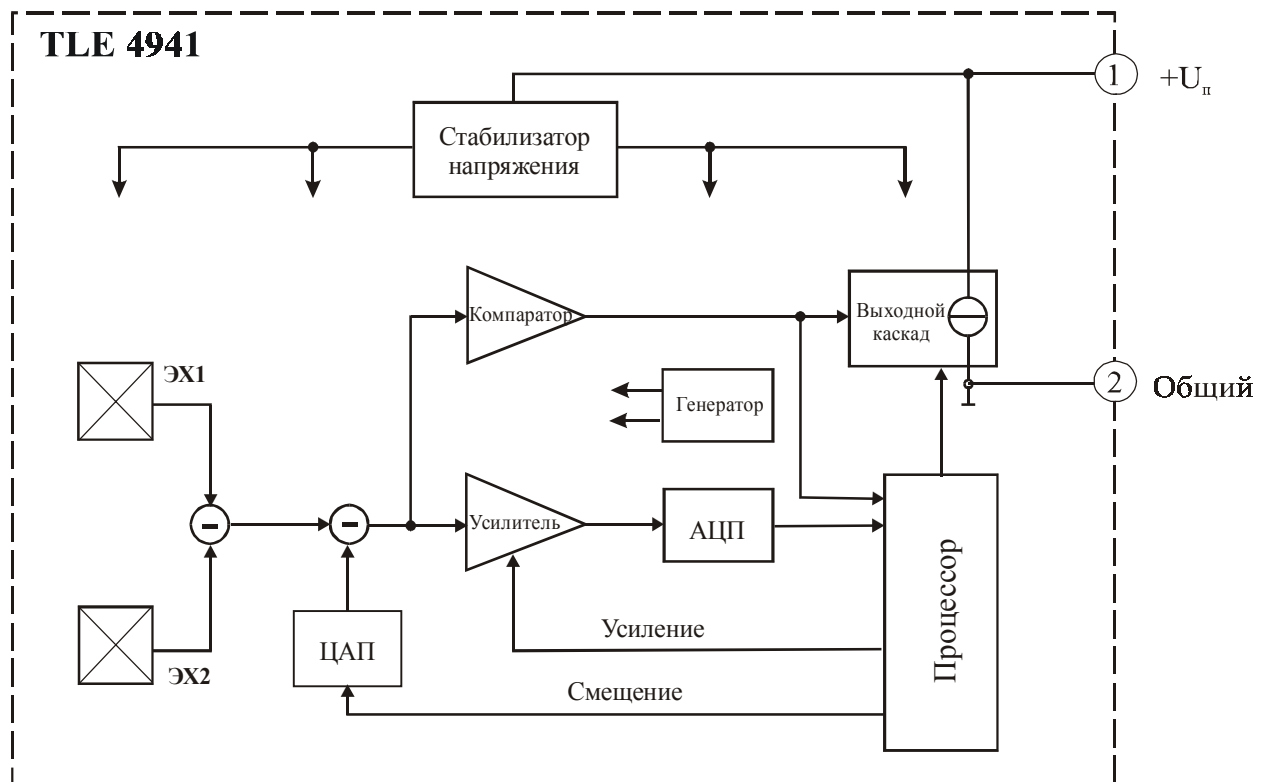 TLE 4941
1
+Uп
Стабилизатор
напряжения
Компаратор
Выходной
каскад
ЭХ1
2
Общий
Генератор
-
-
Усилитель
АЦП
Процессор
Усиление
ЦАП
ЭХ2
Смещение